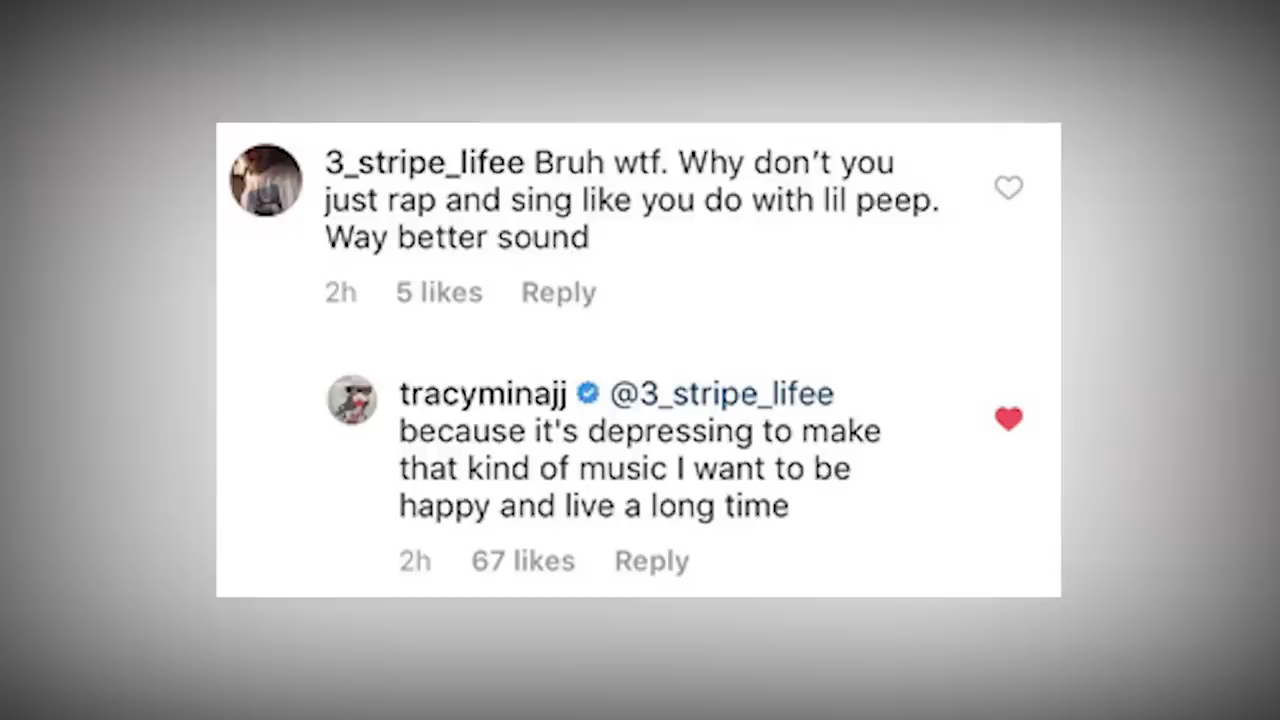 3_stripe_lifee Bruh wtf. Why don’t you
just rap and sing like you do with lil peep.
Way better sound
2h 5 likes Reply
tracyminajj @3_stripe_lifee
because it's depressing to make
that kind of music I want to be
happy and live a long time
2h 67 likes Reply